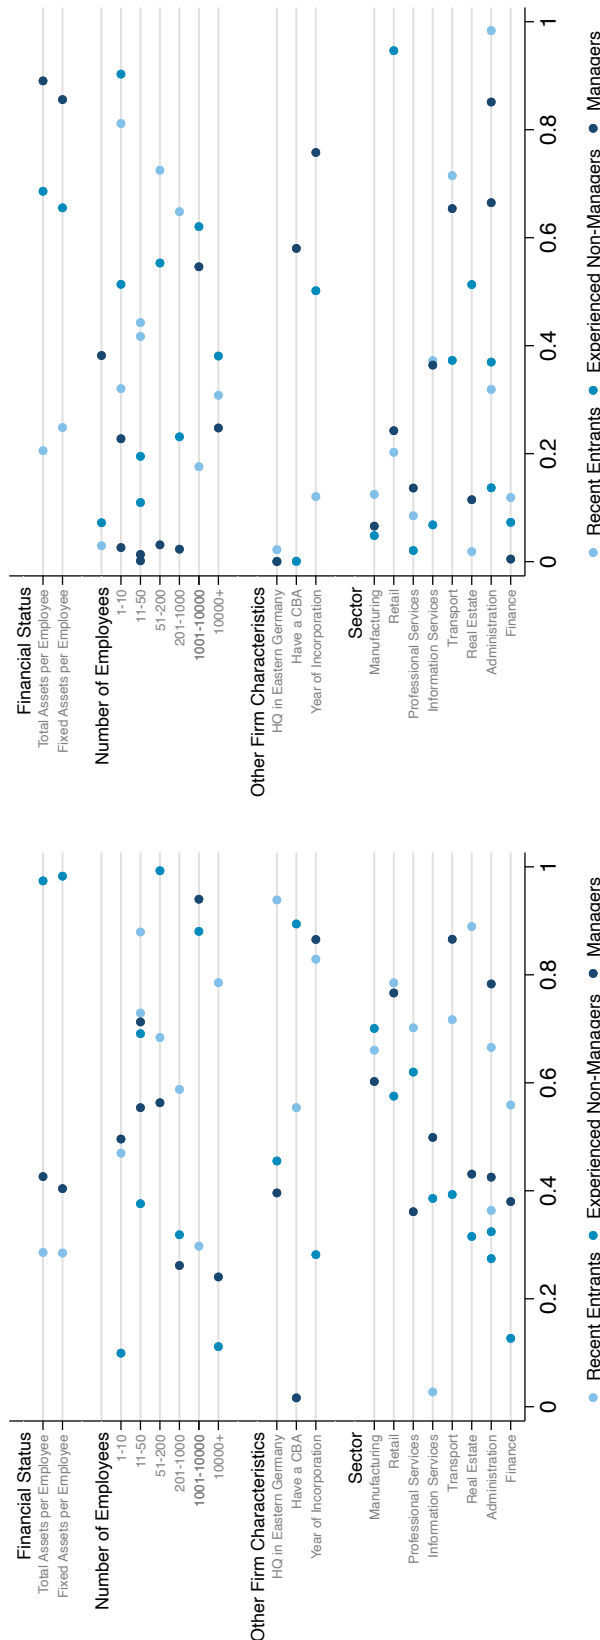 Financial Status
Total Assets per Employee
Fixed Assets per Employee
Number of Employees
1-10
11-50
51-200
201-1000
1001-10000
10000+
Other Firm Characteristics
HQ in Eastern Germany
Have a CBA
Year of Incorporation
Sector
Manufacturing
Retail
Professional Services
Information Services
Transport
Real Estate
Administration
Finance
0 0.2 0.4 0.6 0.8 1
Recent Entrants Experienced Non-Managers Managers
Financial Status
Total Assets per Employee
Fixed Assets per Employee
Number of Employees
1-10
11-50
51-200
201-1000
1001-10000
10000+
Other Firm Characteristics
HQ in Eastern Germany
Have a CBA
Year of Incorporation
Sector
Manufacturing
Retail
Professional Services
Information Services
Transport
Real Estate
Administration
Finance
0 0.2 0.4 0.6 0.8 1
Recent Entrants Experienced Non-Managers Managers